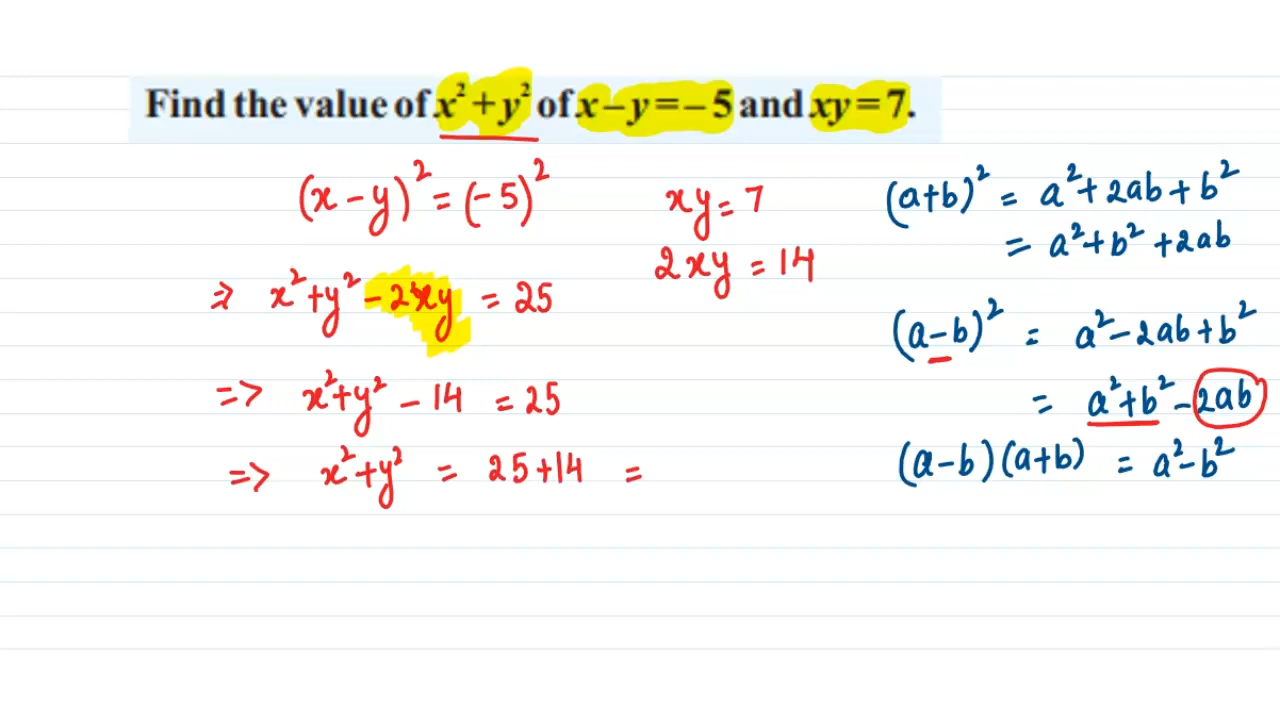 Find the value of x²+y² of x–y=–5 and xy=7.
(x-y)² = (-5)²
⇒ x²+y² -2xy = 25
=> x²+y² - 14 = 25
=> x²+y² = 25+14 =
xy = 7
2xy = 14
(a+b)² = a²+2ab+b²
= a²+b²+2ab
(a-b)² = a²-2ab+b²
= a²+b²-2ab
(a-b)(a+b) = a²-b²